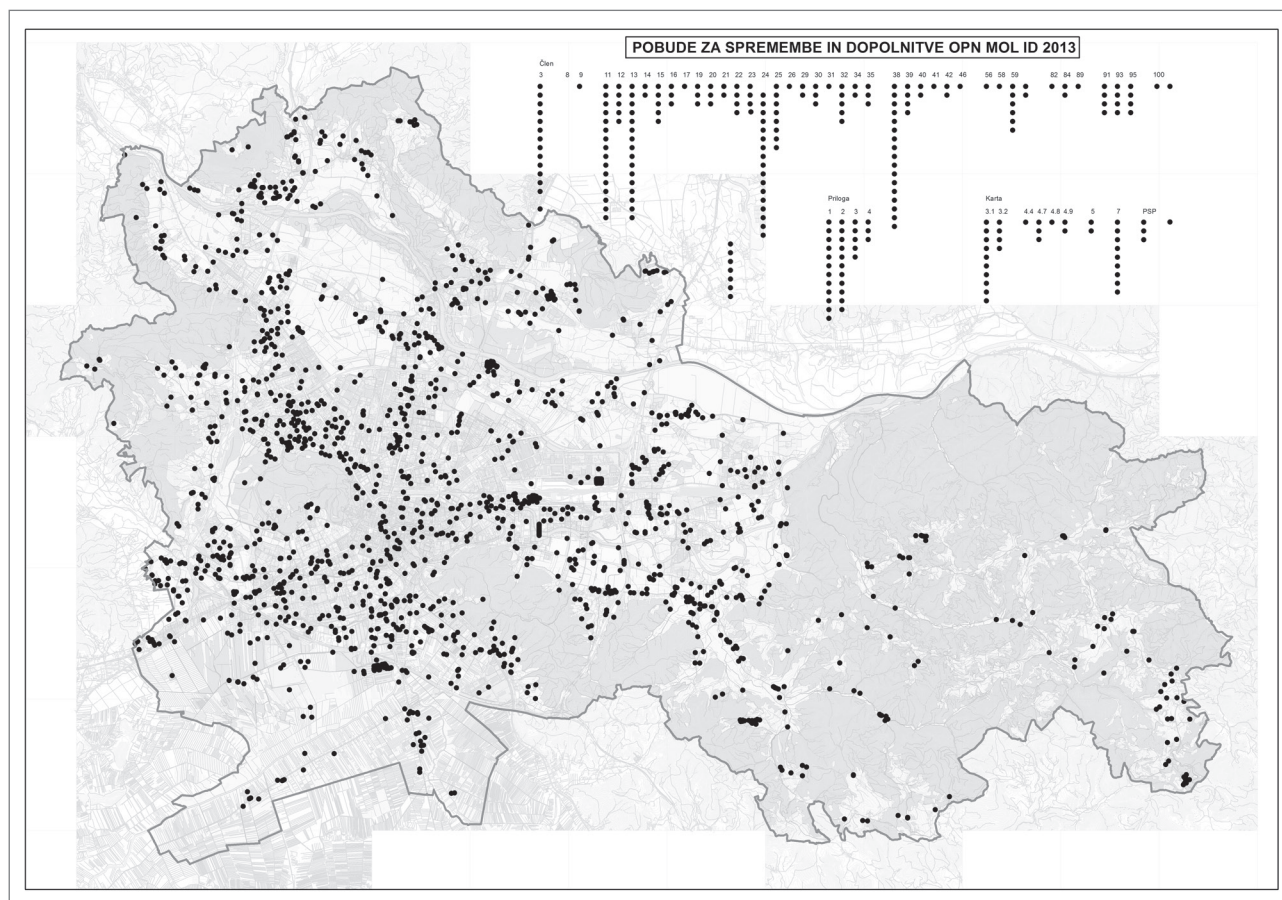 POBUDE ZA SPREMEMBE IN DOPOLNITVE OPN MOL ID 2013
Člen
3 8 9 11 12 13 14 15 16 17 19 20 21 22 23 24 25 26 27 29 30 31 32 34 35 38 39 40 41 42 46 56 58 59 82 84 89 91 93 95 100
Priloga
1 2 3 4
Karta
3.1 3.2 4.4 4.7 4.8 4.9 5 7 PSP